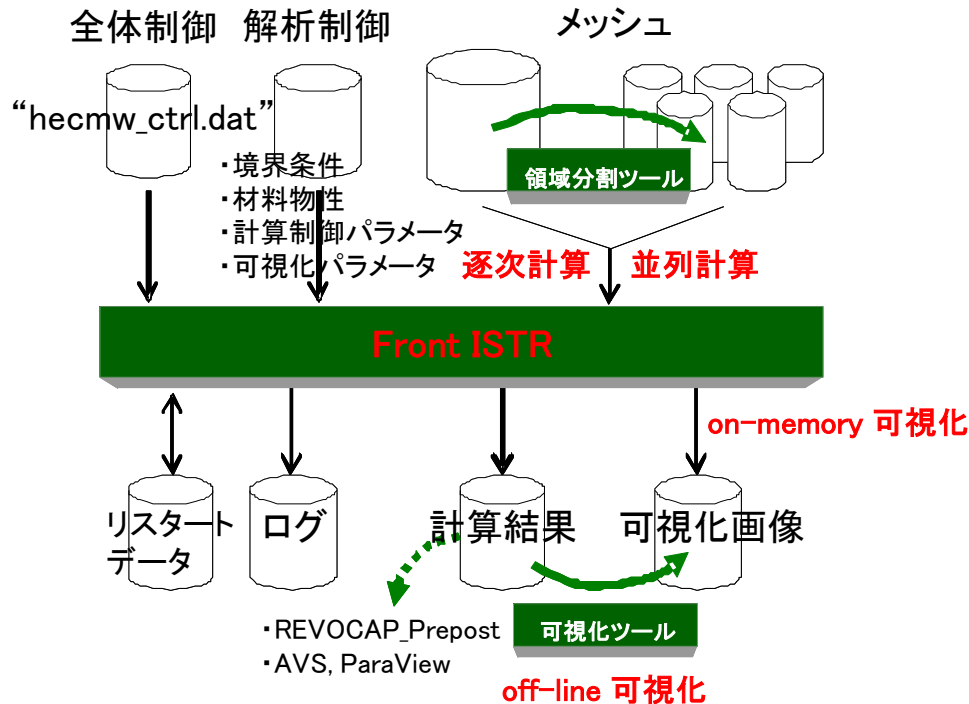 全体制御
解析制御
メッシュ
“hecmw_ctrl.dat”
・境界条件
・材料物性
・計算制御パラメータ
・可視化パラメータ
領域分割ツール
逐次計算
並列計算
Front ISTR
on-memory 可視化
リスタート
データ
ログ
計算結果
可視化画像
・REVOCAP_Prepost
・AVS, ParaView
可視化ツール
off-line 可視化